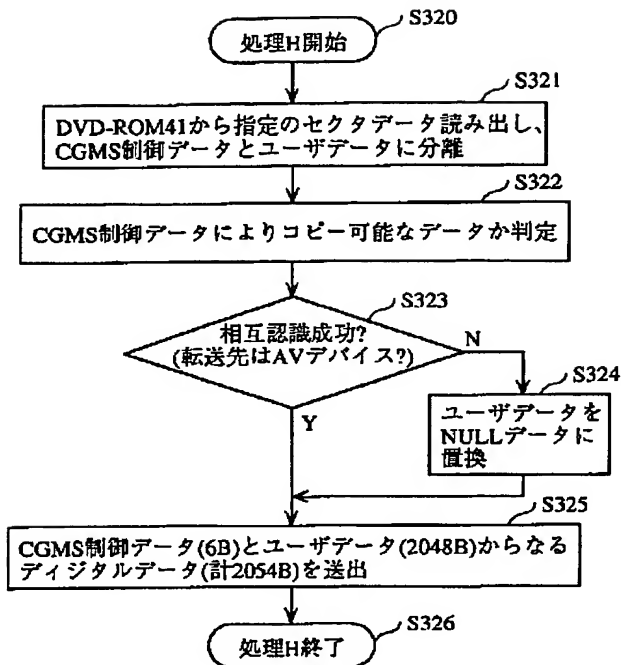 S320
処理H開始
S321
DVD-ROM41から指定のセクタデータ読み出し、
CGMS制御データとユーザデータに分離
S322
CGMS制御データによりコピー可能なデータか判定
S323
相互認識成功?
(転送先はAVデバイス?)
N
S324
ユーザデータを
NULLデータに
置換
Y
S325
CGMS制御データ(6B)とユーザデータ(2048B)からなる
ディジタルデータ(計2054B)を送出
S326
処理H終了